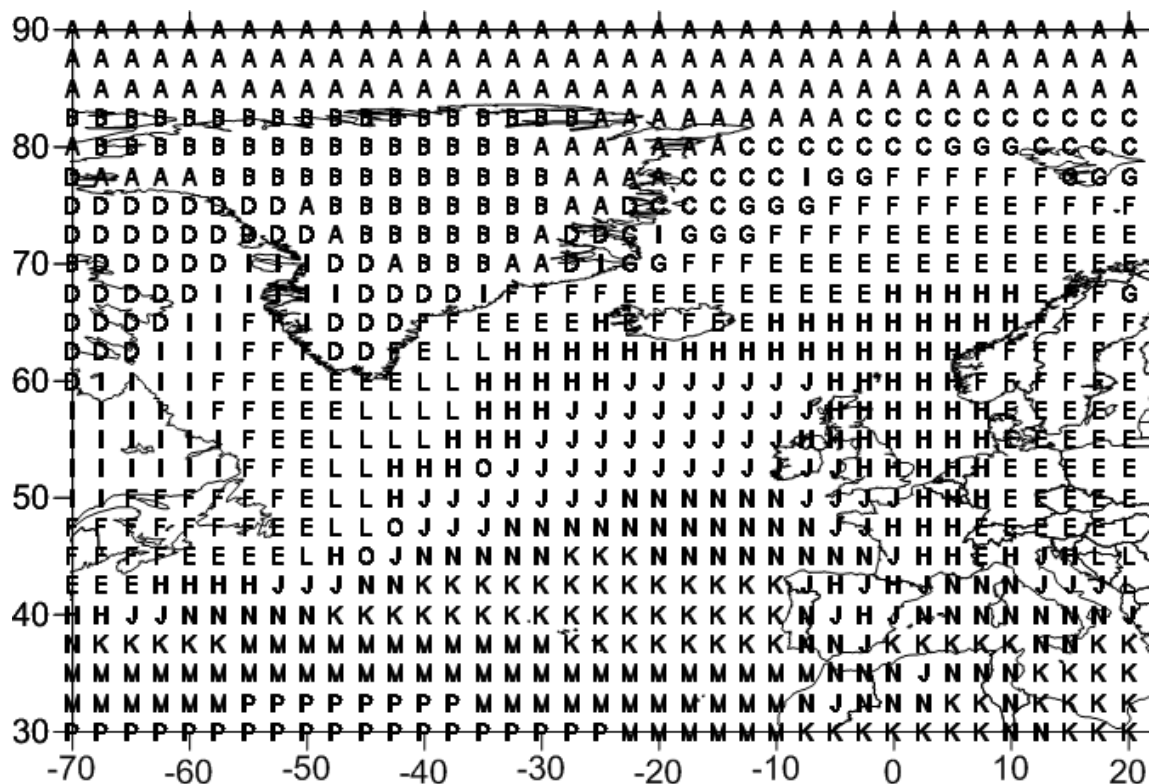 90 A A A A A A A A A A A A A A A A A A A A A A A A A A A A A A A A A A A A A
A A A A A A A A A A A A A A A A A A A A A A A A A A A A A A A A A A A A A
A A A A A A A A A A A A A A A A A A A A A A A A A A A A A A A A A A A A A
B B B B B B B B B B B B B B B B B B A A A A A A A A A C C C C C C C C C C
80 A B B B B B B B B B B B B B B B B A A A A A A C C C C C C C G G G C C C C
D A A A A B B B B B B B B B B B B A A A A C C C C I G G F F F F F F G G G
D D D D D D D D A B B B B B B B B A A D C C C G G G F F F F F E E F F F F
D D D D D D D D D A B B B B B B A D D G I G G G F F F F E E E E E E E E E
70 B D D D D D I I I D D A B B B A A D I G G F F F E E E E E E E E E E E E E
D D D D D I I I I I D D D D I F F F F E E E E E E E E E H H H H H E F F G
D D D D I I F F I D D D F F E E E E H E F F E E H H H H H H H H H H F F F
D D D I I I F F F D D F E L L H H H H H H H H H H H H H H H H F F F F F F
60 D I I I I F F E E E E E L L H H H H H J J J J J J J H H H H H F F F F F E
I I I I I F F E E E L L L L H H H J J J J J J J J J H H H H H H E E E E E
I I I I I I F E E L L L L H H H J J J J J J J J J H H H H H H H E E E E E
I I I I I I F F E L L H H H O J J J J J J J J J J J J H H H H H E E E E E
50 I I F F F F F F E L L H J J J J J J J N N N N N N J J J J H H H E E E E E
F F F F F F F E E L L O J J J N N N N N N N N N N N J J H H H E E E E E L
F F F F E E E E L H O J N N N N N K K K N N N N N N N N J H H E H J H L L
E E E H H H H J J J N N K K K K K K K K K K K K K J H J H J N N N J J J L
40 H H J J N N N N N K K K K K K K K K K K K K K K K N J H J N N N N N N N J
N K K K K K M M M M M M M M M M M K K K K K K K K N N J K K K K K N N K K
M M M M M M M M M M M M M M M M M M M M M M M M M M N N N J N N K K K K K
M M M M M M P P P P P P P P M M M M M M M M M M M N J N N N K K N K K K K
30 P P P P P P P P P P P P P P P P P P P M M M M M M K K K K K K K N N K K K
-70 -60 -50 -40 -30 -20 -10 0 10 20